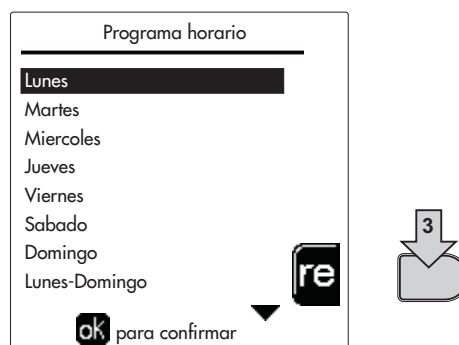 Programa horario
Lunes
Martes
Miercoles
Jueves
Viernes
Sabado
Domingo
Lunes-Domingo
re
3
ok para confirmar